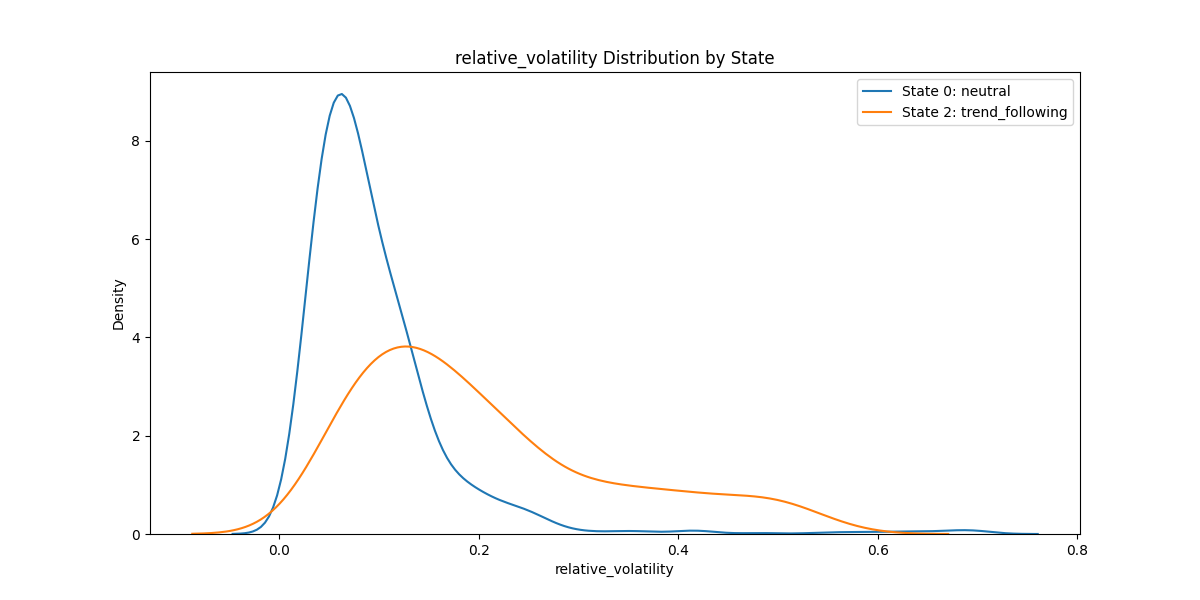 relative_volatility Distribution by State
State 0: neutral
State 2: trend_following
Density
8
6
4
2
0
0.0 0.2 0.4 0.6 0.8
relative_volatility